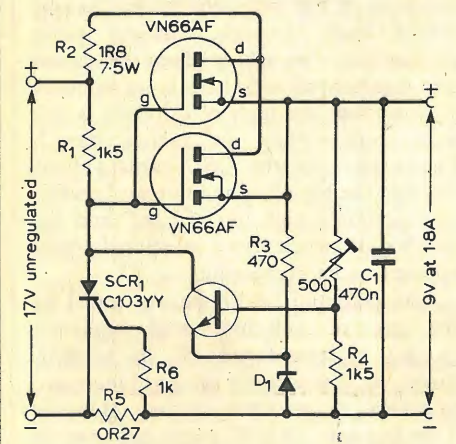 VN66AF
R2
1R8
7.5W
d
s
g
+
+
R1
1k5
d
s
g
VN66AF
17V unregulated
9V at 1·8A
R3
470
500
C1
470n
SCR1
C103YY
R6
1k
D1
R4
1k5
R5
0R27
–
–